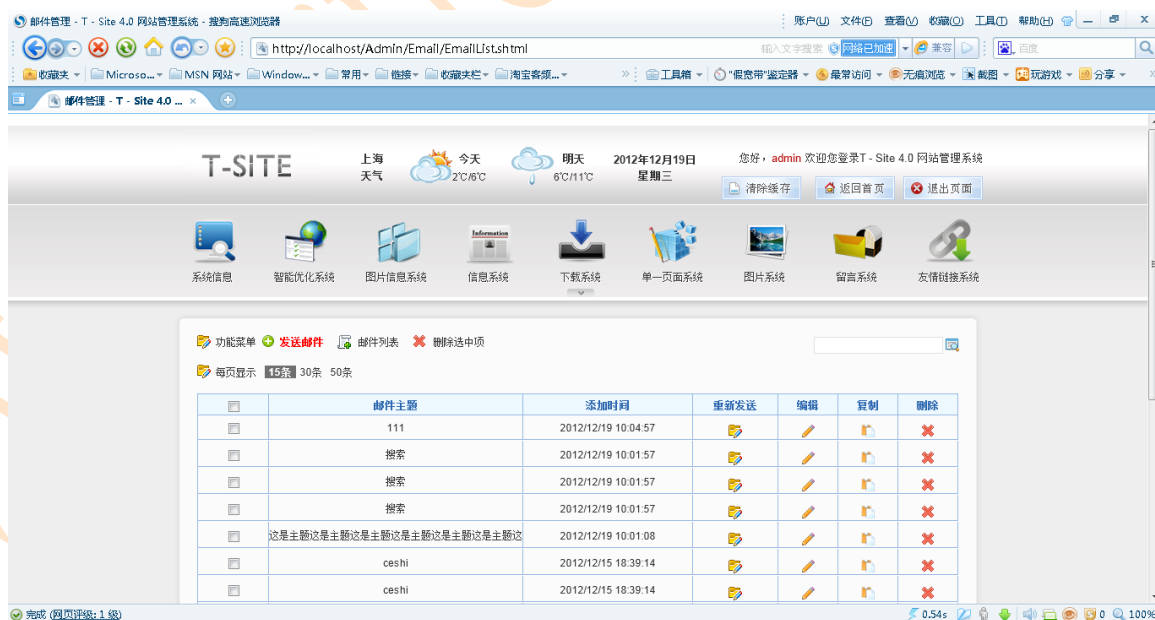 邮件管理 - T - Site 4.0 网站管理系统 - 搜狗高速浏览器
账户(U) 文件(F) 查看(V) 收藏(O) 工具(T) 帮助(H)
http://localhost/Admin/Email/EmailList.shtml 输入文字搜索 网络已加速 兼容 百度
收藏夹 Microso... MSN 网站 Window... 常用 链接 收藏夹栏 淘宝客频... » 工具箱 "假宽带"鉴定器 最常访问 无痕浏览 截图 玩游戏 分享 »
邮件管理 - T - Site 4.0 ... ×
T-SITE
上海 天气
今天 2℃/6℃
明天 6℃/11℃
2012年12月19日 星期三
您好，admin 欢迎您登录T - Site 4.0 网站管理系统
清除缓存 返回首页 退出页面
Information
系统信息 智能优化系统 图片信息系统 信息系统 下载系统 单一页面系统 图片系统 留言系统 友情链接系统
功能菜单 发送邮件 邮件列表 删除选中项
每页显示 15条 30条 50条
邮件主题 添加时间 重新发送 编辑 复制 删除
111 2012/12/19 10:04:57
搜索 2012/12/19 10:01:57
搜索 2012/12/19 10:01:57
搜索 2012/12/19 10:01:57
这是主题这是主题这是主题这是主题这是主题这 2012/12/19 10:01:08
ceshi 2012/12/15 18:39:14
ceshi 2012/12/15 18:39:14
完成 (网页评级: 1 级) 0.54s 0 100%